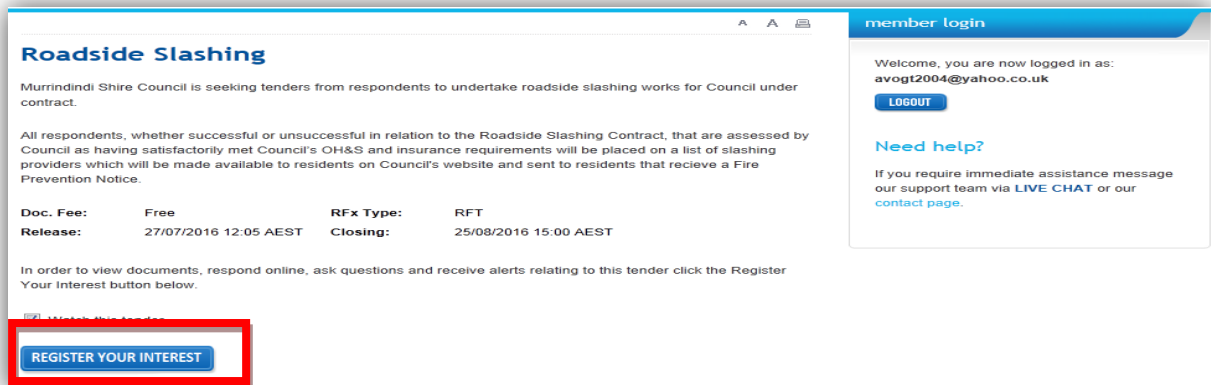 A A
member login
Roadside Slashing
Welcome, you are now logged in as:
avogt2004@yahoo.co.uk
Murrindindi Shire Council is seeking tenders from respondents to undertake roadside slashing works for Council under
contract.
LOGOUT
All respondents, whether successful or unsuccessful in relation to the Roadside Slashing Contract, that are assessed by
Council as having satisfactorily met Council's OH&S and insurance requirements will be placed on a list of slashing
providers which will be made available to residents on Council's website and sent to residents that recieve a Fire
Prevention Notice.
Need help?
If you require immediate assistance message
our support team via LIVE CHAT or our
contact page.
Doc. Fee: Free RFx Type: RFT
Release: 27/07/2016 12:05 AEST Closing: 25/08/2016 15:00 AEST
In order to view documents, respond online, ask questions and receive alerts relating to this tender click the Register
Your Interest button below.
Watch this tender
REGISTER YOUR INTEREST